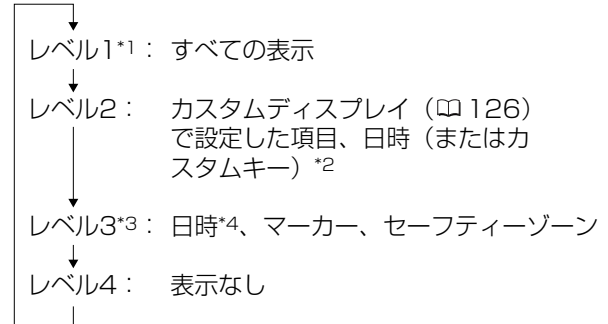 レベル1*1： すべての表示
レベル2： カスタムディスプレイ（📖 126）
で設定した項目、日時（またはカ
スタムキー）*2
レベル3*3： 日時*4、マーカー、セーフティーゾーン
レベル4： 表示なし